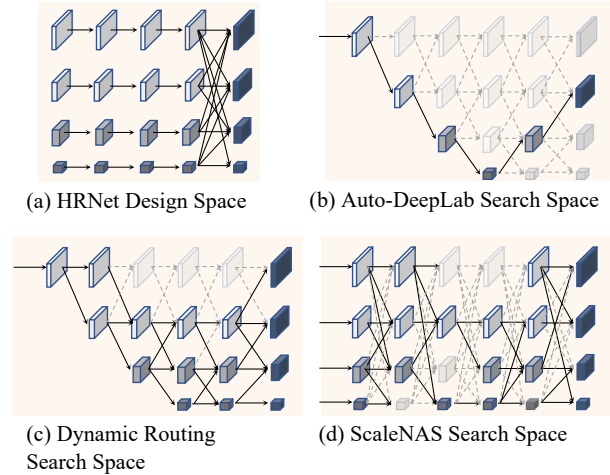 (a) HRNet Design Space
(b) Auto-DeepLab Search Space
(c) Dynamic Routing
Search Space
(d) ScaleNAS Search Space